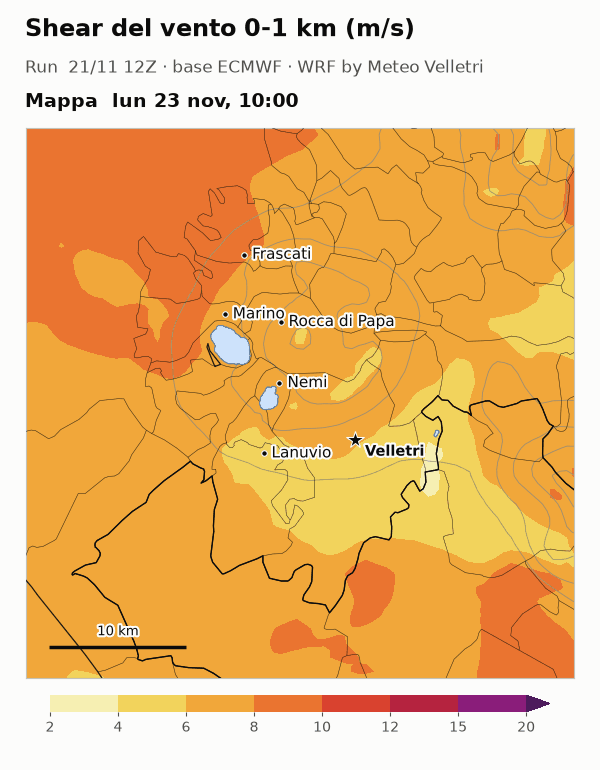 Shear del vento 0-1 km (m/s)
Run  21/11 12Z · base ECMWF · WRF by Meteo Velletri
Mappa  lun 23 nov, 10:00
Frascati
Marino
Rocca di Papa
Nemi
Velletri
Lanuvio
10 km
2 4 6 8 10 12 15 20